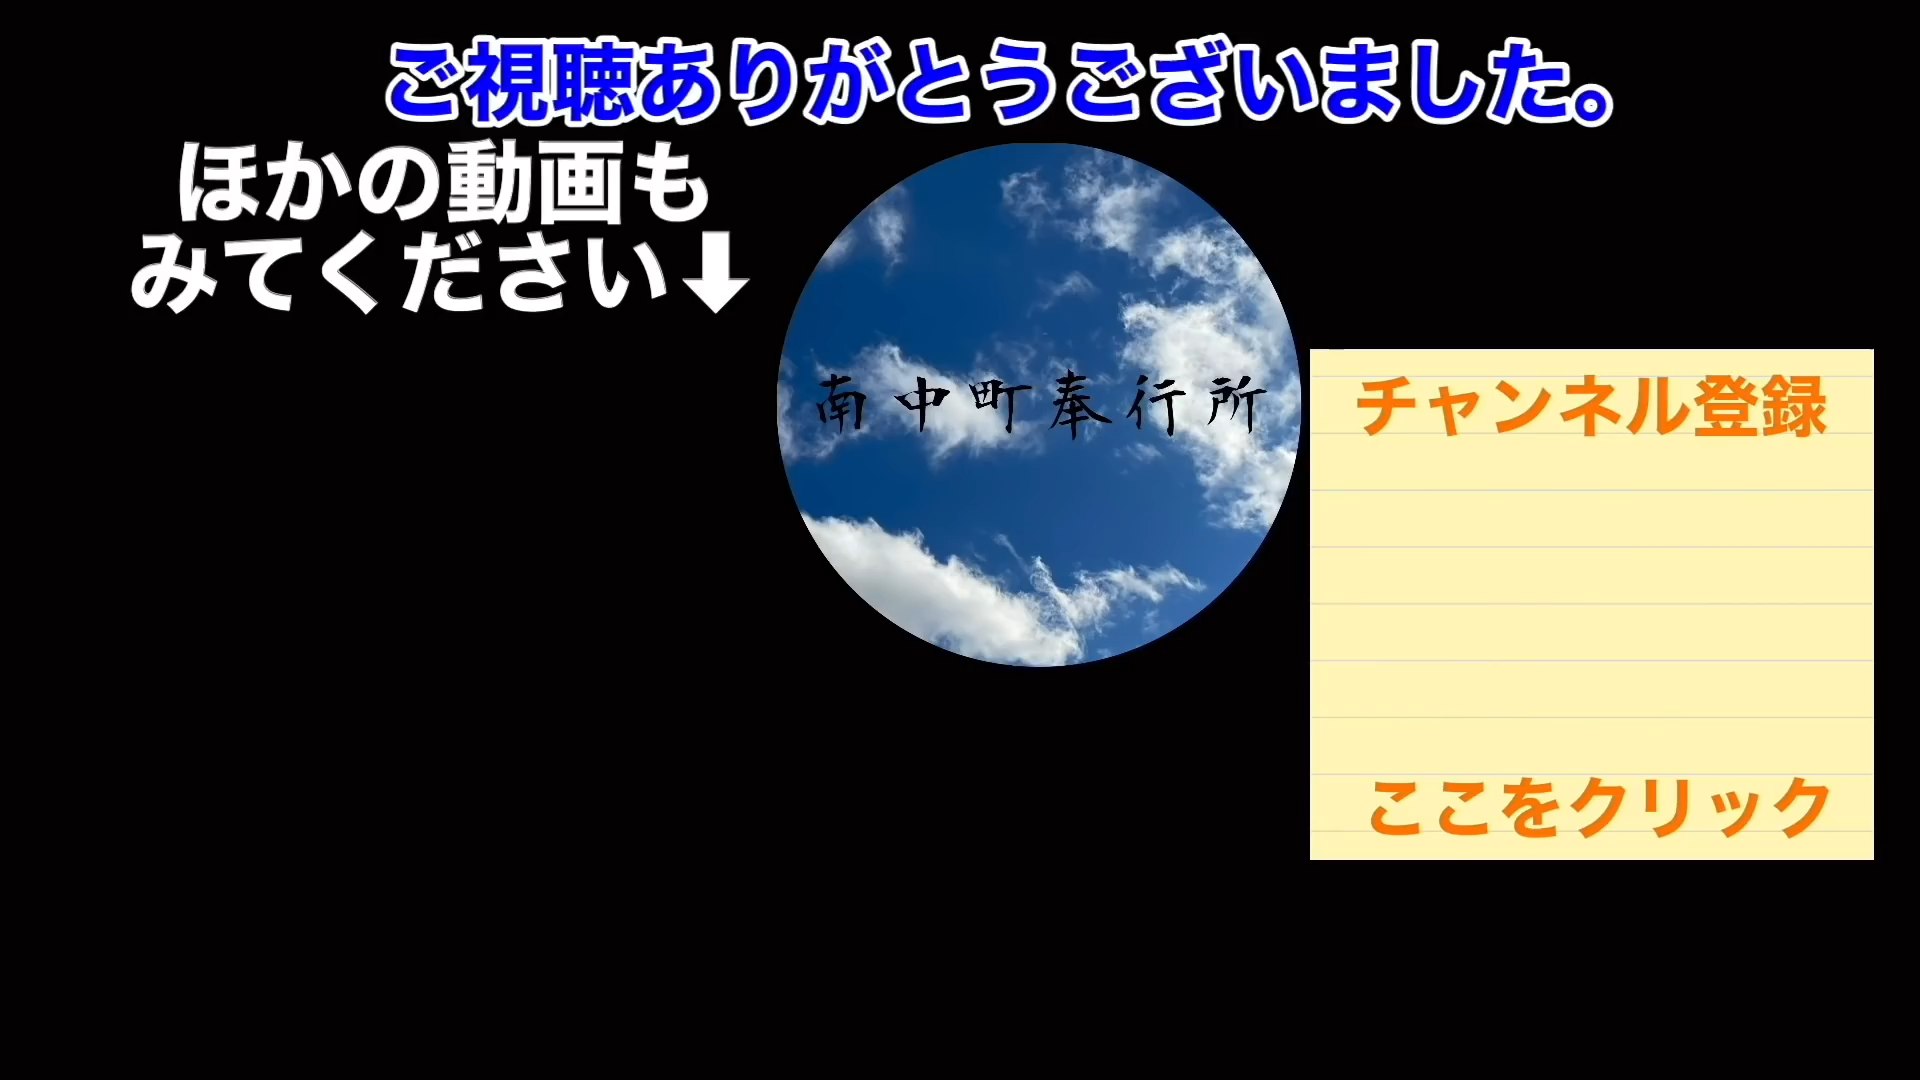 ご視聴ありがとうございました。
ほかの動画も
みてください⬇
南中町奉行所
チャンネル登録
ここをクリック